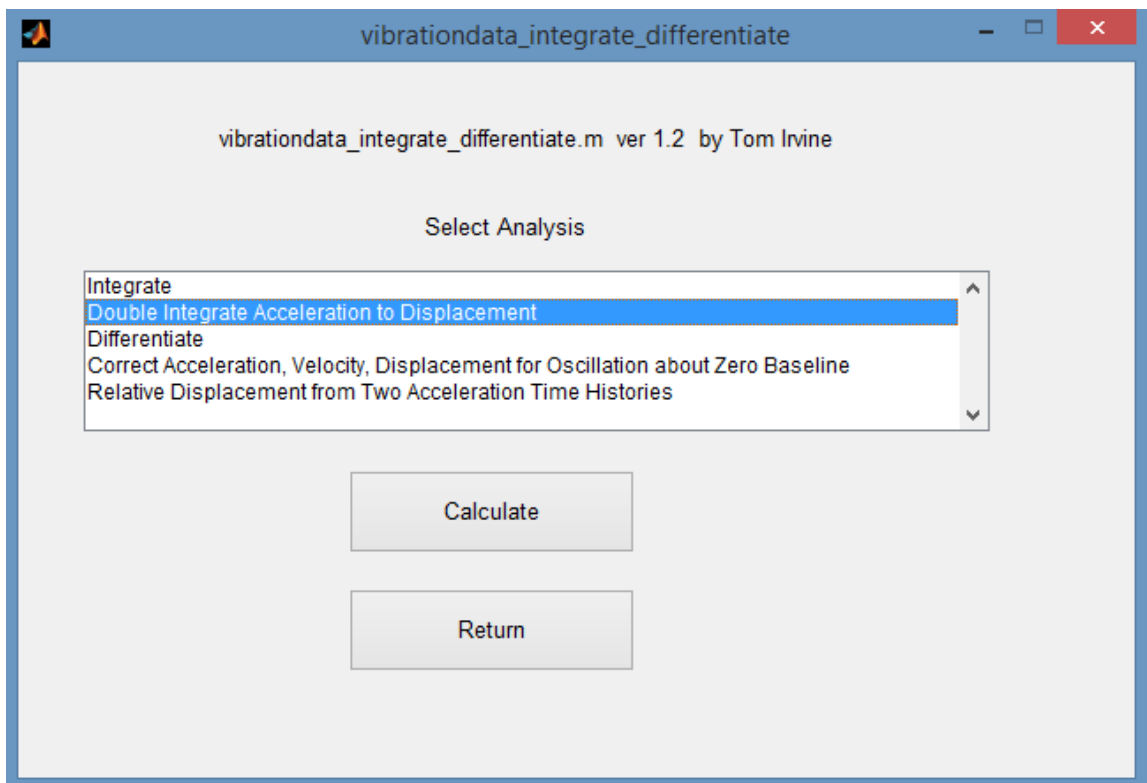 vibrationdata_integrate_differentiate
vibrationdata_integrate_differentiate.m ver 1.2 by Tom Irvine
Select Analysis
Integrate
Double Integrate Acceleration to Displacement
Differentiate
Correct Acceleration, Velocity, Displacement for Oscillation about Zero Baseline
Relative Displacement from Two Acceleration Time Histories
Calculate
Return